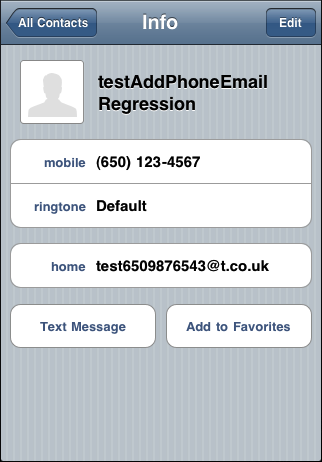 All Contacts
Info
Edit
testAddPhoneEmail
Regression
mobile (650) 123-4567
ringtone Default
home test6509876543@t.co.uk
Text Message
Add to Favorites